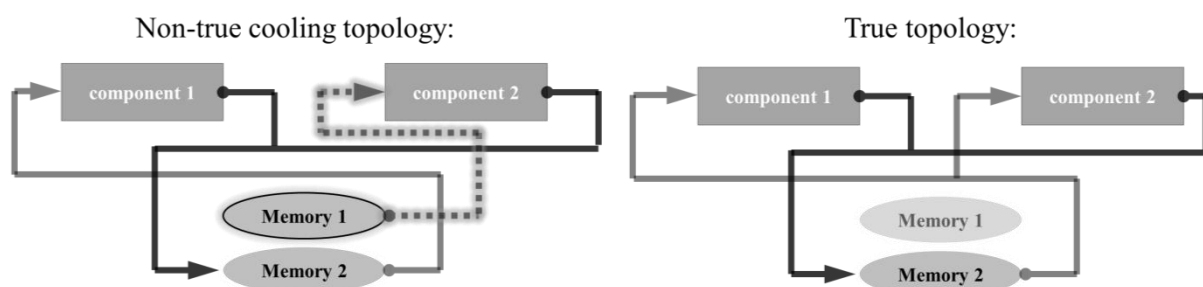 Non-true cooling topology:
True topology:
component 1
component 2
component 1
component 2
Memory 1
Memory 1
Memory 2
Memory 2